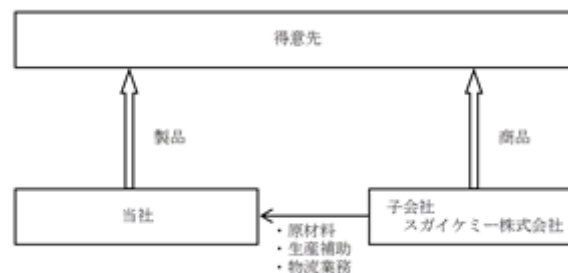 得意先
製品
商品
当社
子会社
スガイケミー株式会社
・原材料
・生産補助
・物流業務